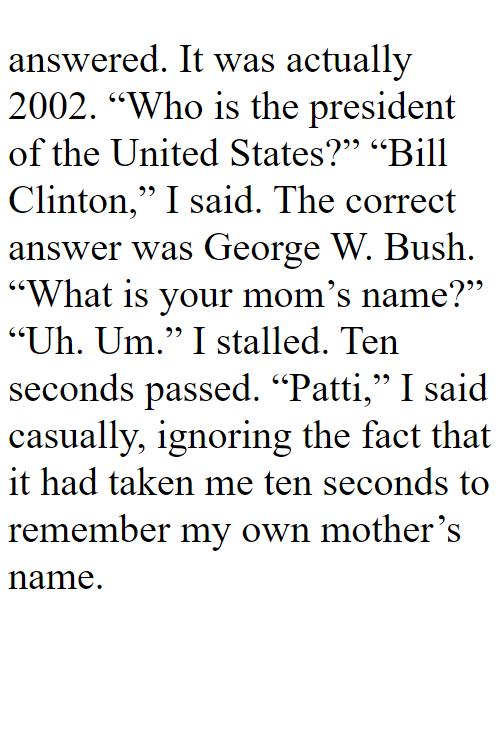 answered. It was actually
2002. “Who is the president
of the United States?” “Bill
Clinton,” I said. The correct
answer was George W. Bush.
“What is your mom’s name?”
“Uh. Um.” I stalled. Ten
seconds passed. “Patti,” I said
casually, ignoring the fact that
it had taken me ten seconds to
remember my own mother’s
name.